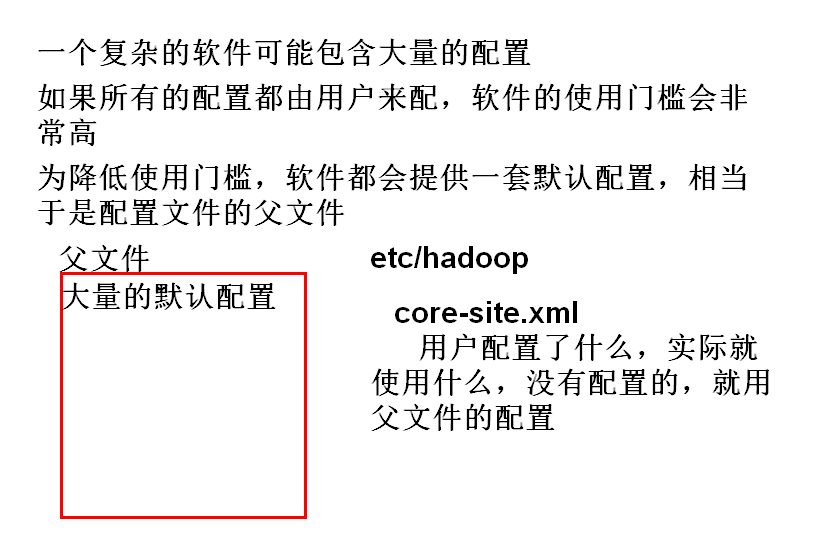 一个复杂的软件可能包含大量的配置
如果所有的配置都由用户来配，软件的使用门槛会非
常高
为降低使用门槛，软件都会提供一套默认配置，相当
于是配置文件的父文件
父文件
大量的默认配置
etc/hadoop
core-site.xml
用户配置了什么，实际就
使用什么，没有配置的，就用
父文件的配置